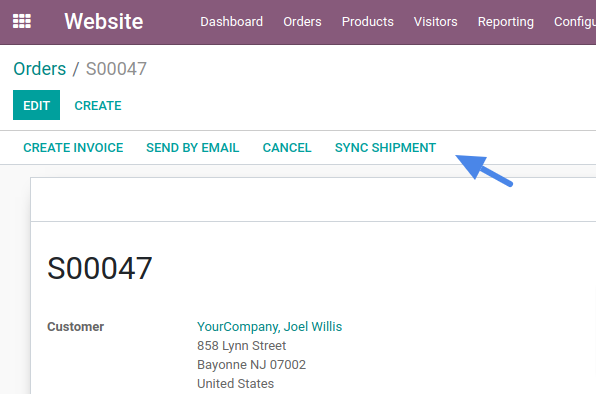 Website Dashboard Orders Products Visitors Reporting Configu
Orders / S00047
EDIT CREATE
CREATE INVOICE SEND BY EMAIL CANCEL SYNC SHIPMENT
S00047
Customer YourCompany, Joel Willis
858 Lynn Street
Bayonne NJ 07002
United States